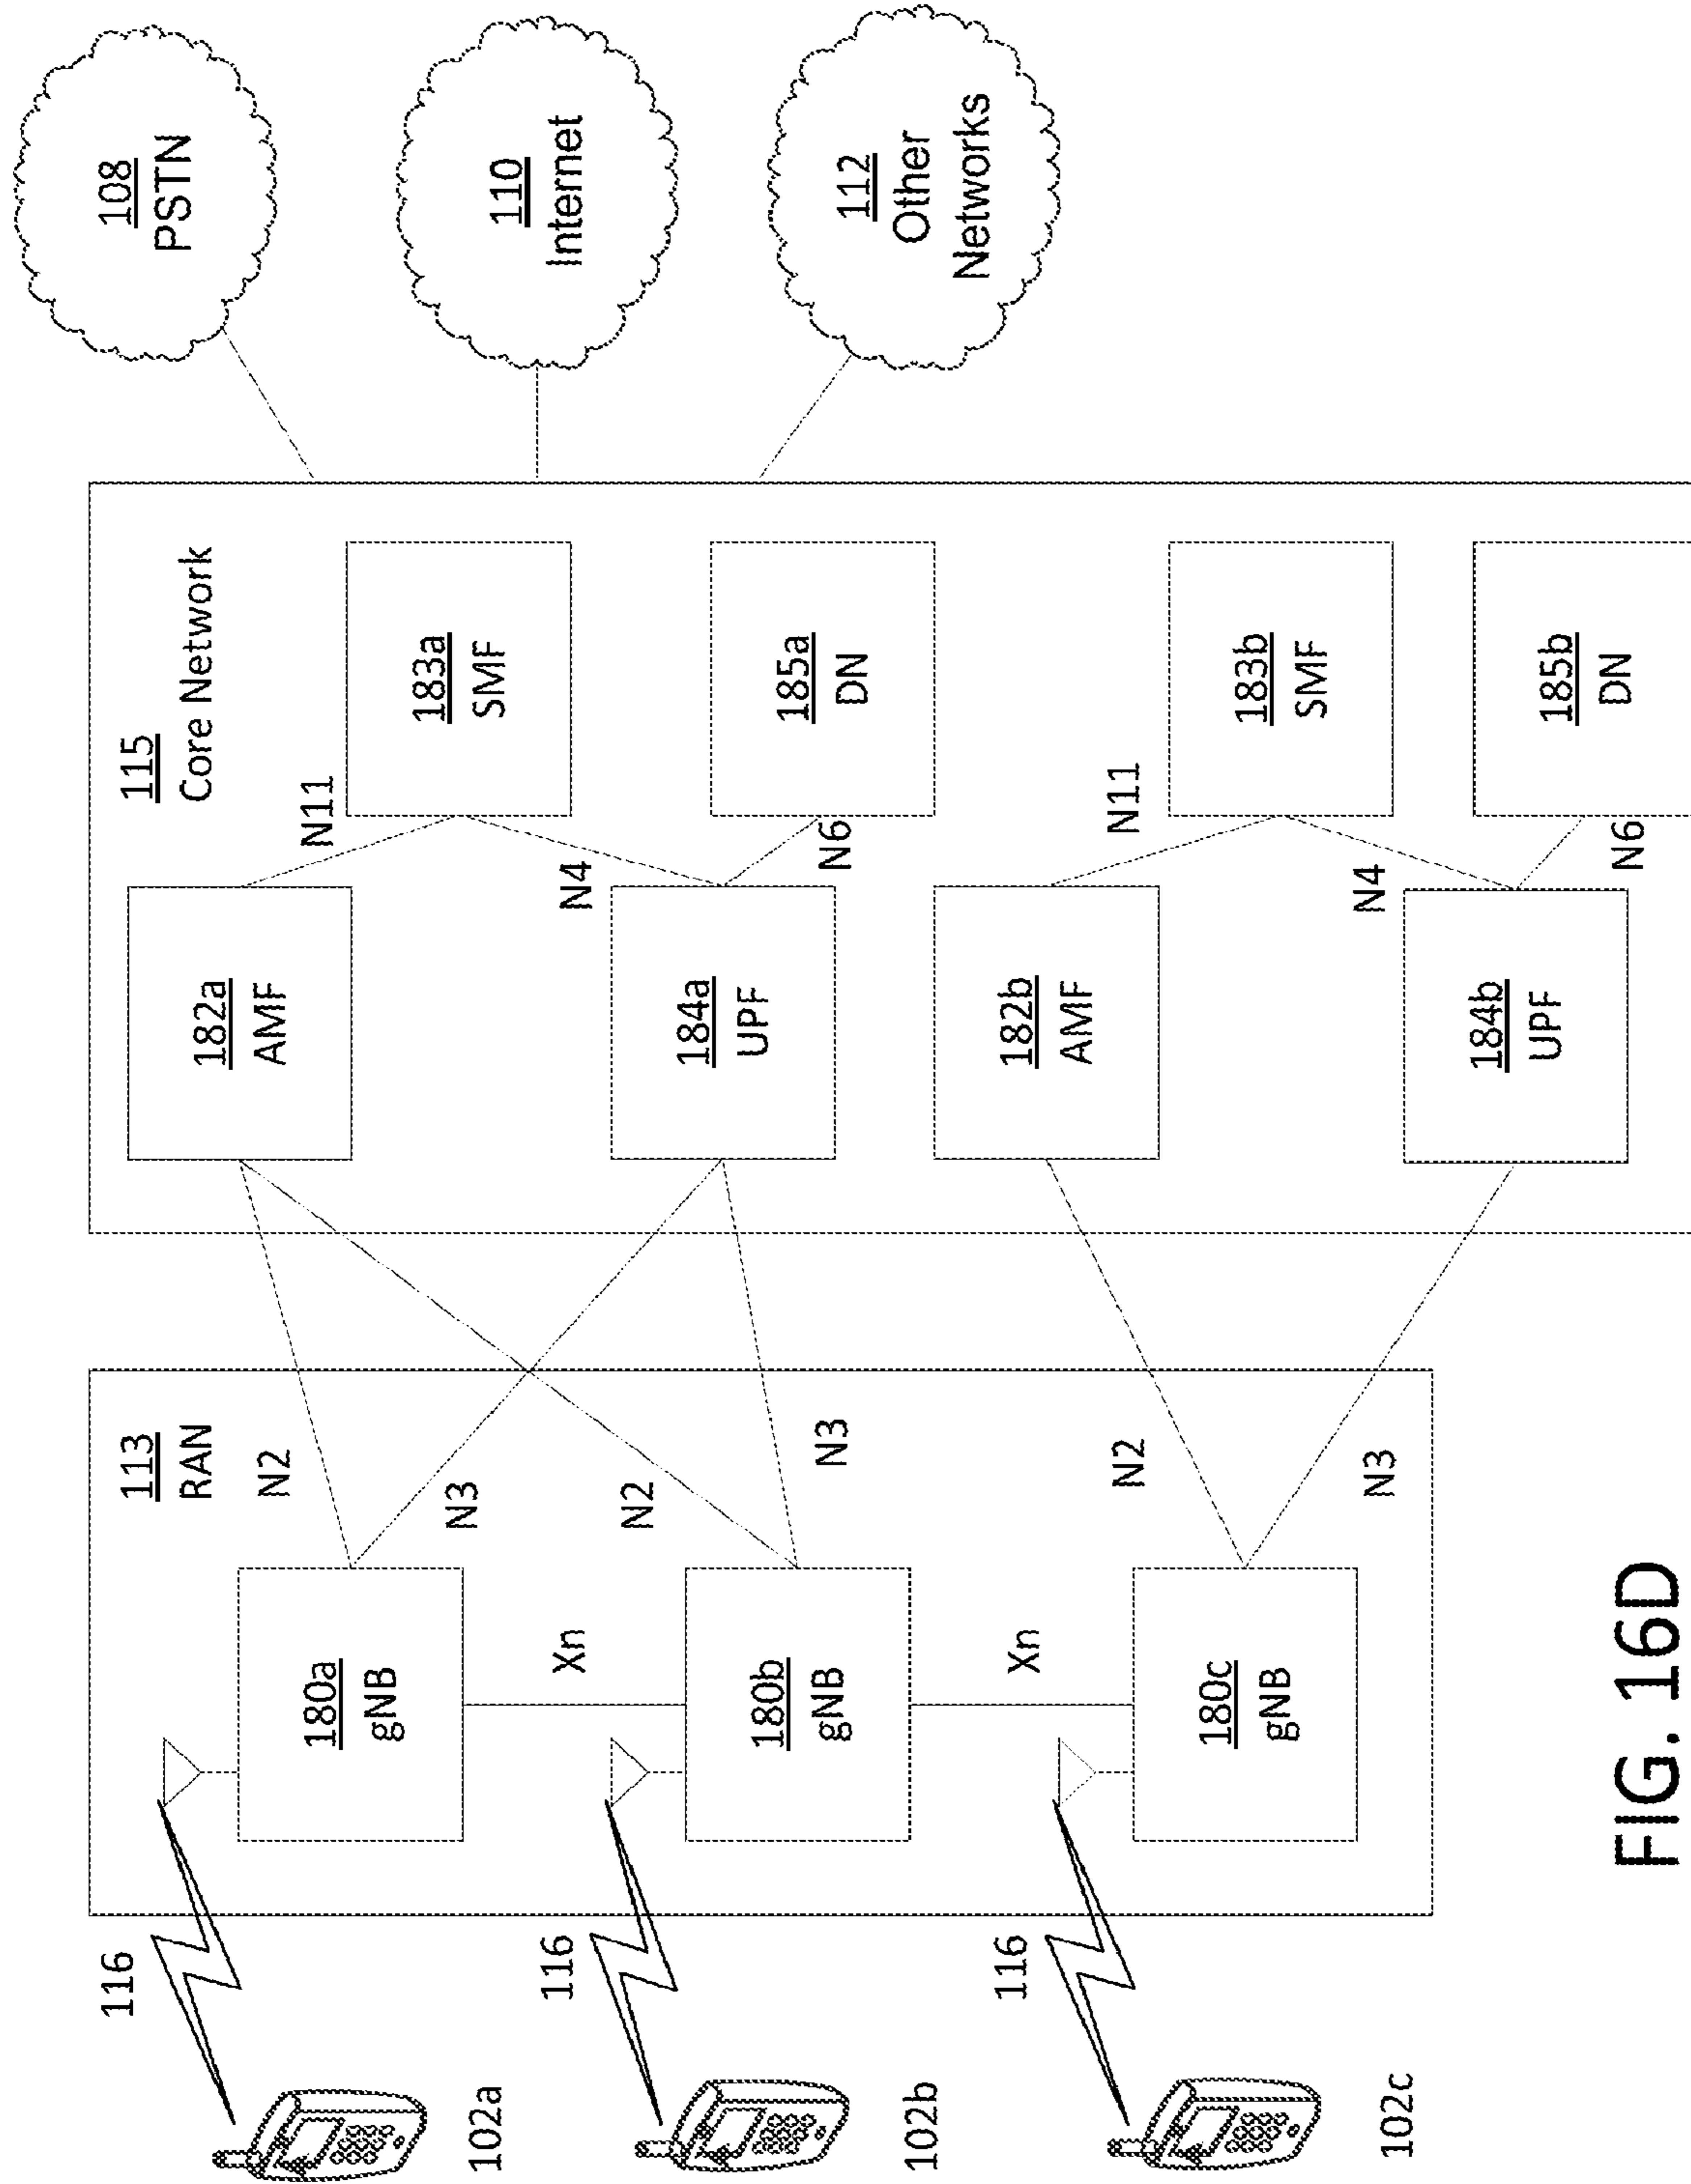 116
102a
116
102b
116
102c
113
RAN
180a
gNB
N2
N3
Xn
180b
gNB
N2
N3
Xn
180c
gNB
N2
N3
115
Core Network
182a
AMF
N11
183a
SMF
184a
UPF
N4
N6
185a
DN
182b
AMF
N11
183b
SMF
184b
UPF
N4
N6
185b
DN
108
PSTN
110
Internet
112
Other
Networks
FIG. 16D